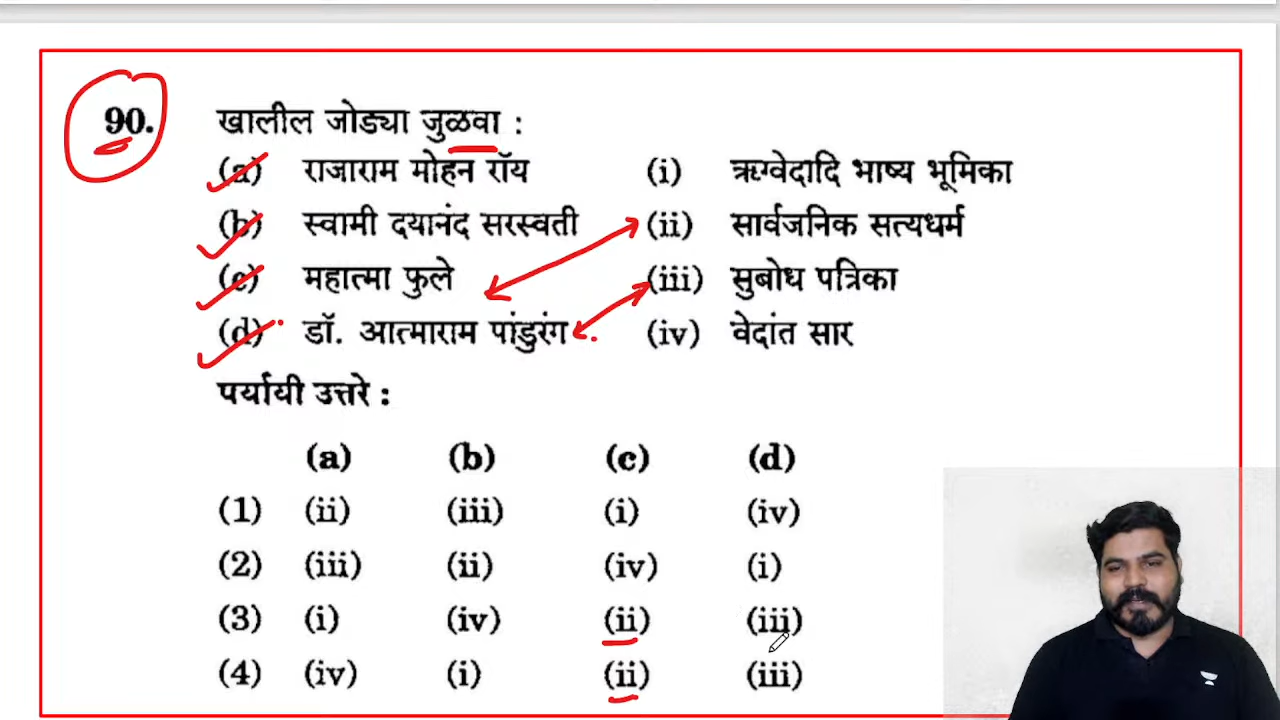 90. खालील जोड्या जुळवा :
(a) राजाराम मोहन रॉय (i) ऋग्वेदादि भाष्य भूमिका
(b) स्वामी दयानंद सरस्वती (ii) सार्वजनिक सत्यधर्म
(c) महात्मा फुले (iii) सुबोध पत्रिका
(d) डॉ. आत्माराम पांडुरंग (iv) वेदांत सार
पर्यायी उत्तरे :
(a) (b) (c) (d)
(1) (ii) (iii) (i) (iv)
(2) (iii) (ii) (iv) (i)
(3) (i) (iv) (ii) (iii)
(4) (iv) (i) (ii) (iii)